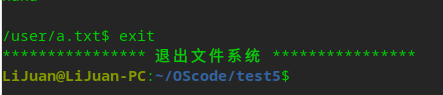 /user/a.txt$ exit
**************** 退出文件系统 ****************
LiJuan@LiJuan-PC:~/OScode/test5$